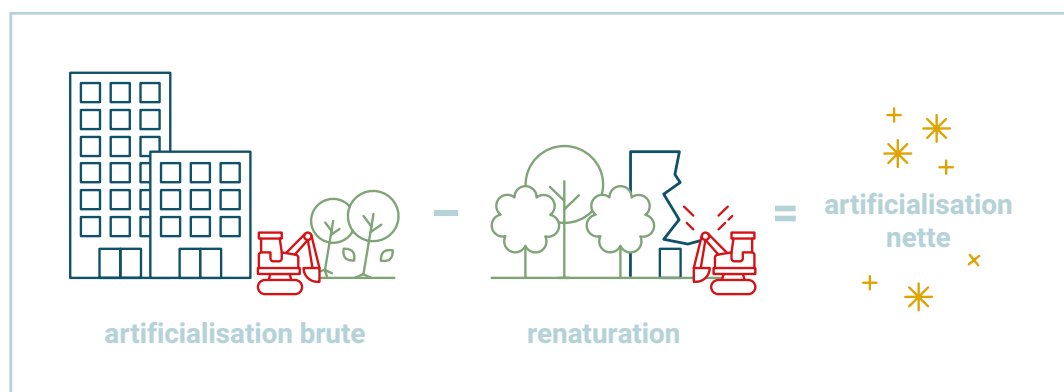 artificialisation brute
−
renaturation
=
artificialisation
nette